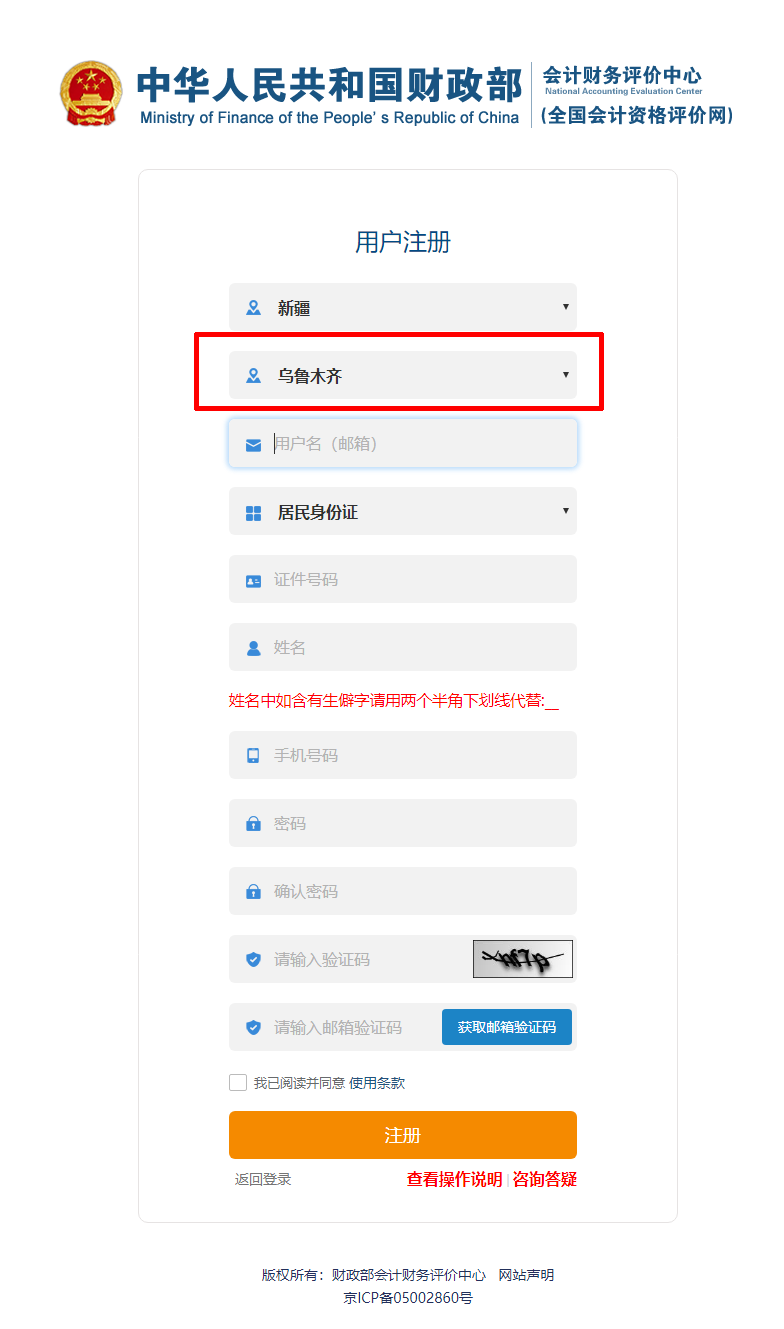 中华人民共和国财政部
Ministry of Finance of the People's Republic of China
会计财务评价中心
National Accounting Evaluation Center
(全国会计资格评价网)
用户注册
新疆
乌鲁木齐
用户名（邮箱）
居民身份证
证件号码
姓名
姓名中如含有生僻字请用两个半角下划线代替:__
手机号码
密码
确认密码
请输入验证码
请输入邮箱验证码 获取邮箱验证码
我已阅读并同意 使用条款
注册
返回登录 查看操作说明 | 咨询答疑
版权所有：财政部会计财务评价中心 网站声明
京ICP备05002860号